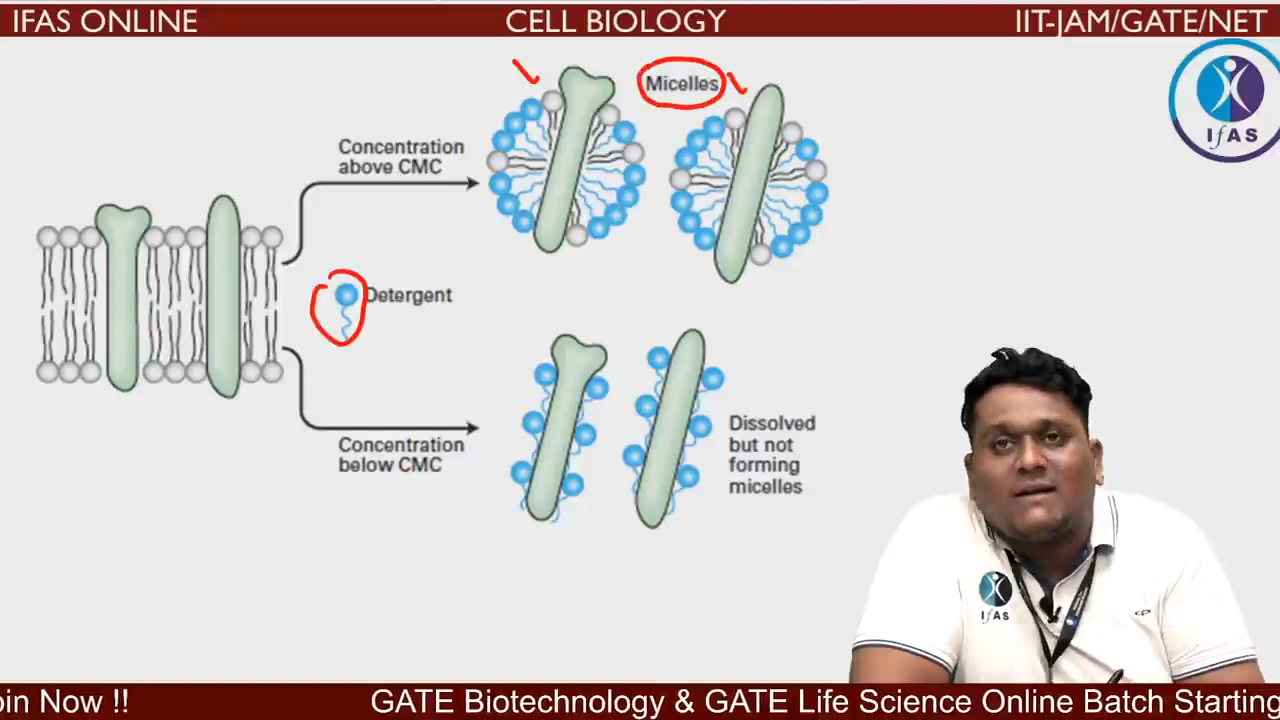 IFAS ONLINE
CELL BIOLOGY
IIT-JAM/GATE/NET
IfAS
Micelles
Concentration
above CMC
Detergent
Concentration
below CMC
Dissolved
but not
forming
micelles
IfAS
oin Now !!
GATE Biotechnology & GATE Life Science Online Batch Starting